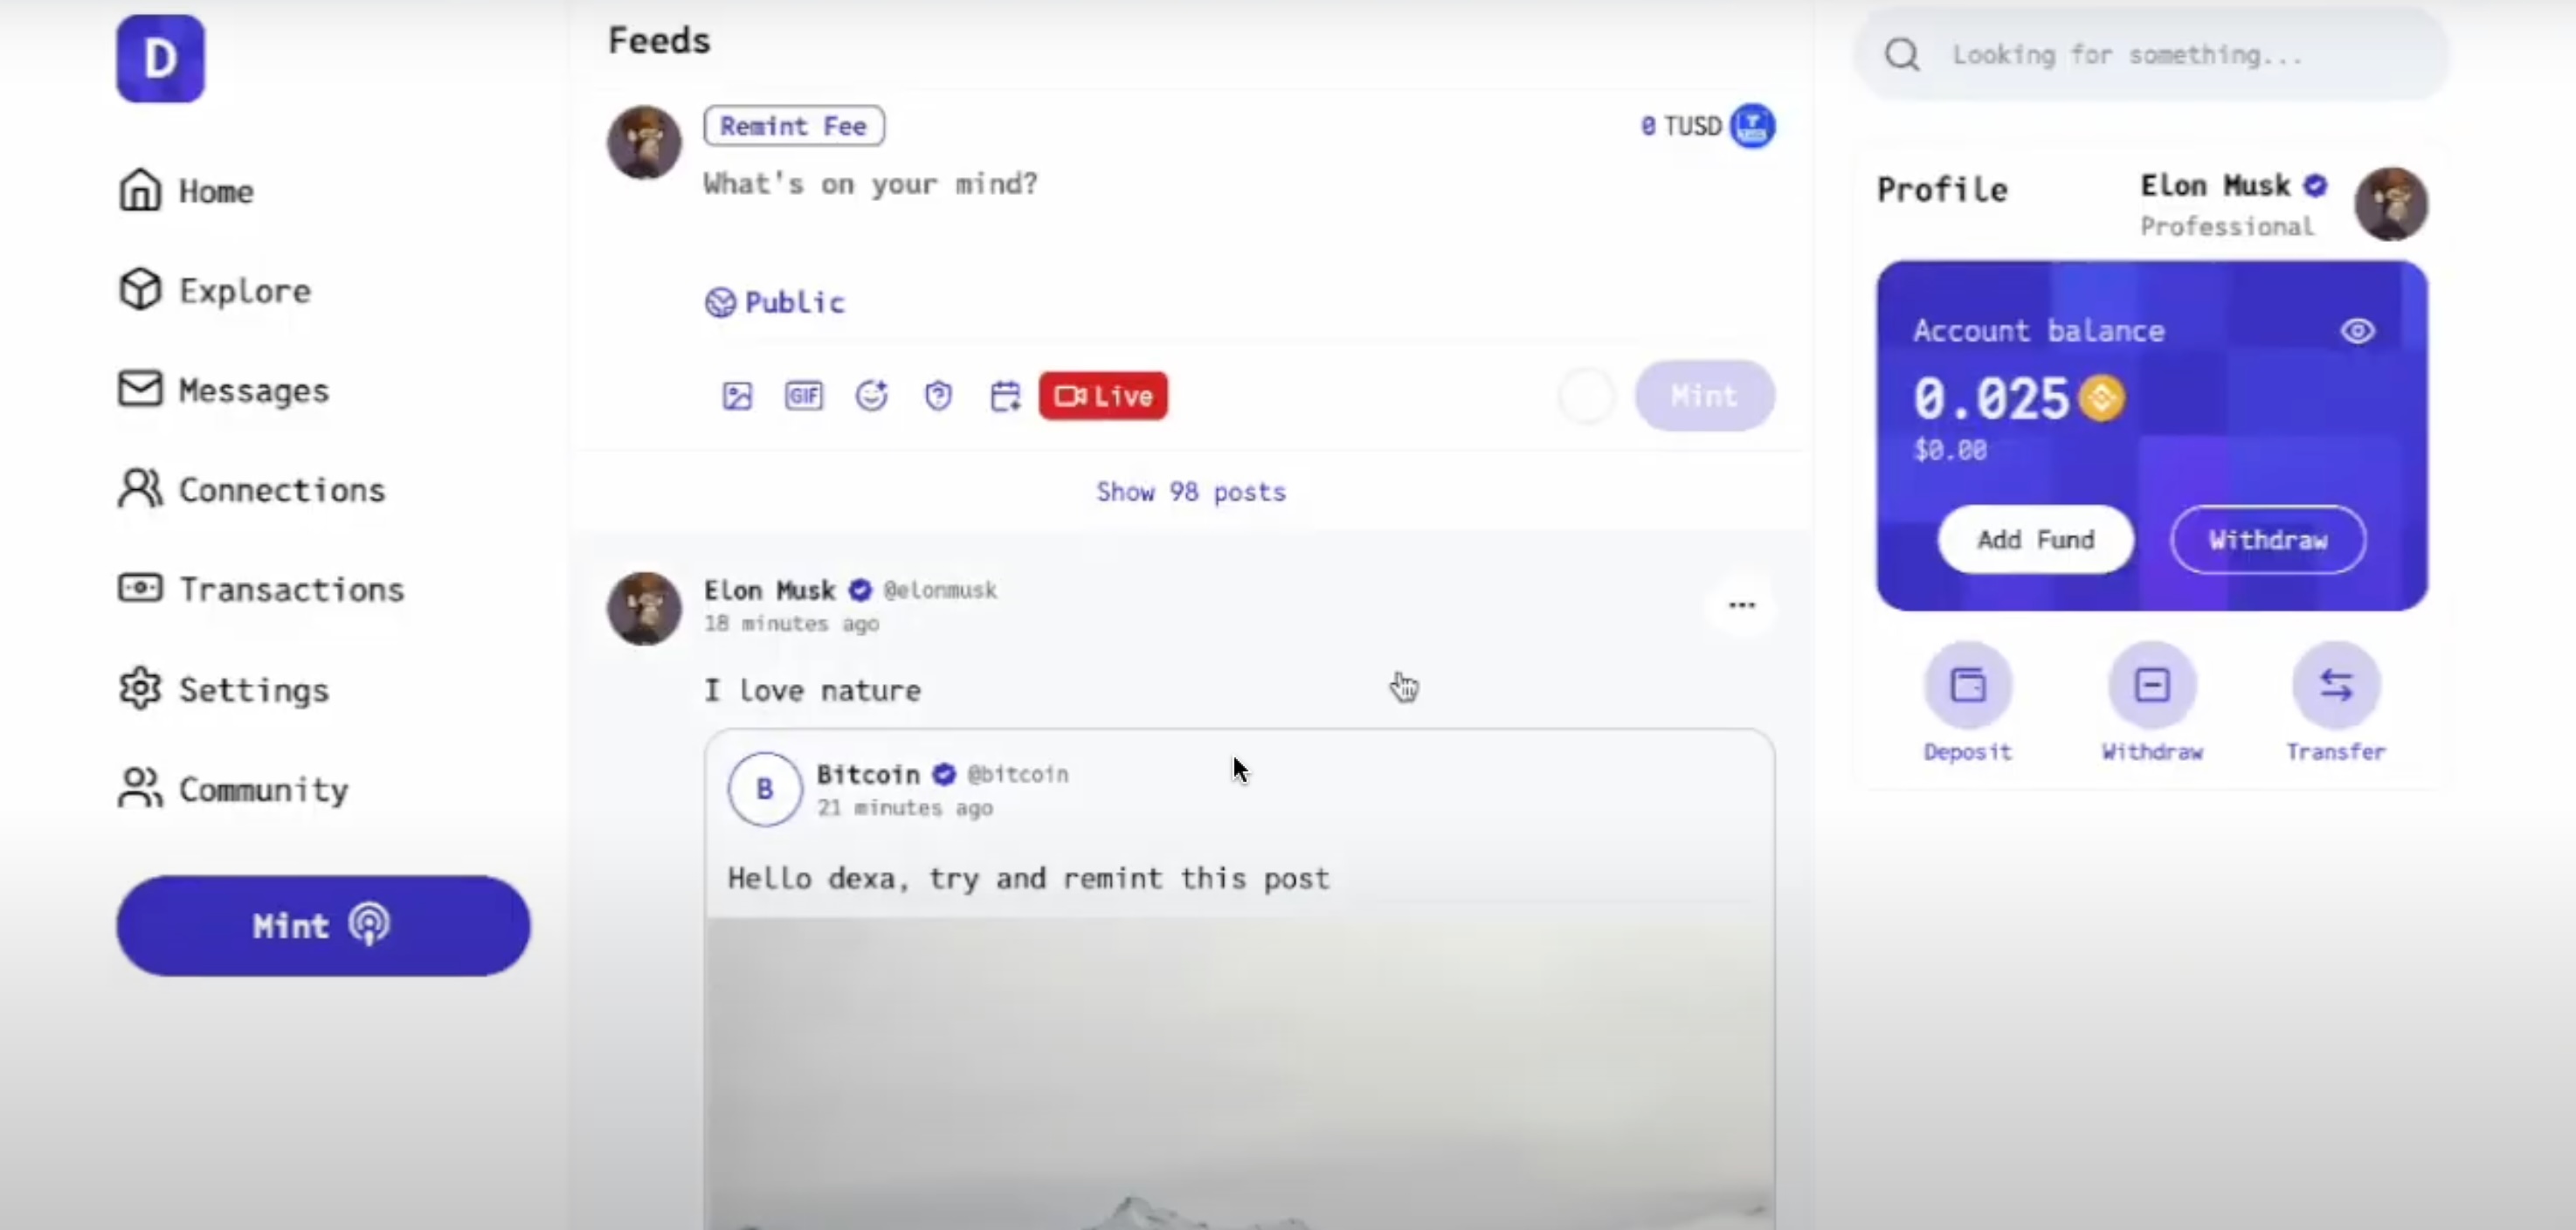 D
Home
Explore
Messages
Connections
Transactions
Settings
Community
Mint
Feeds
Remint Fee
0 TUSD
What's on your mind?
Public
GIF
Live
Mint
Show 98 posts
Elon Musk @elonmusk
18 minutes ago
I love nature
B
Bitcoin @bitcoin
21 minutes ago
Hello dexa, try and remint this post
Looking for something...
Profile
Elon Musk
Professional
Account balance
0.025
$0.00
Add Fund
Withdraw
Deposit
Withdraw
Transfer